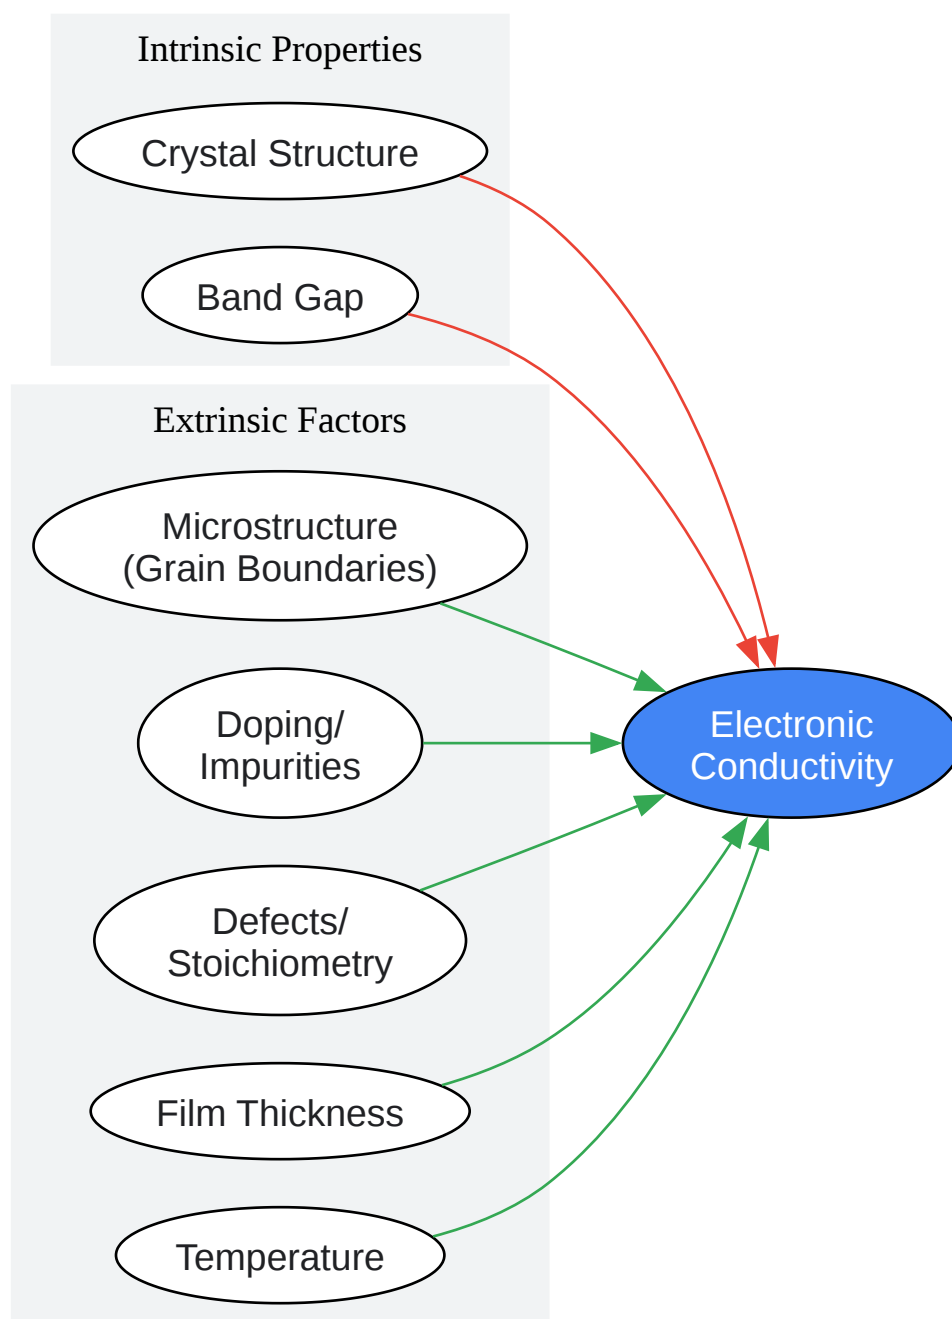 Intrinsic Properties
Crystal Structure
Band Gap
Extrinsic Factors
Microstructure
(Grain Boundaries)
Doping/
Impurities
Electronic
Conductivity
Defects/
Stoichiometry
Film Thickness
Temperature